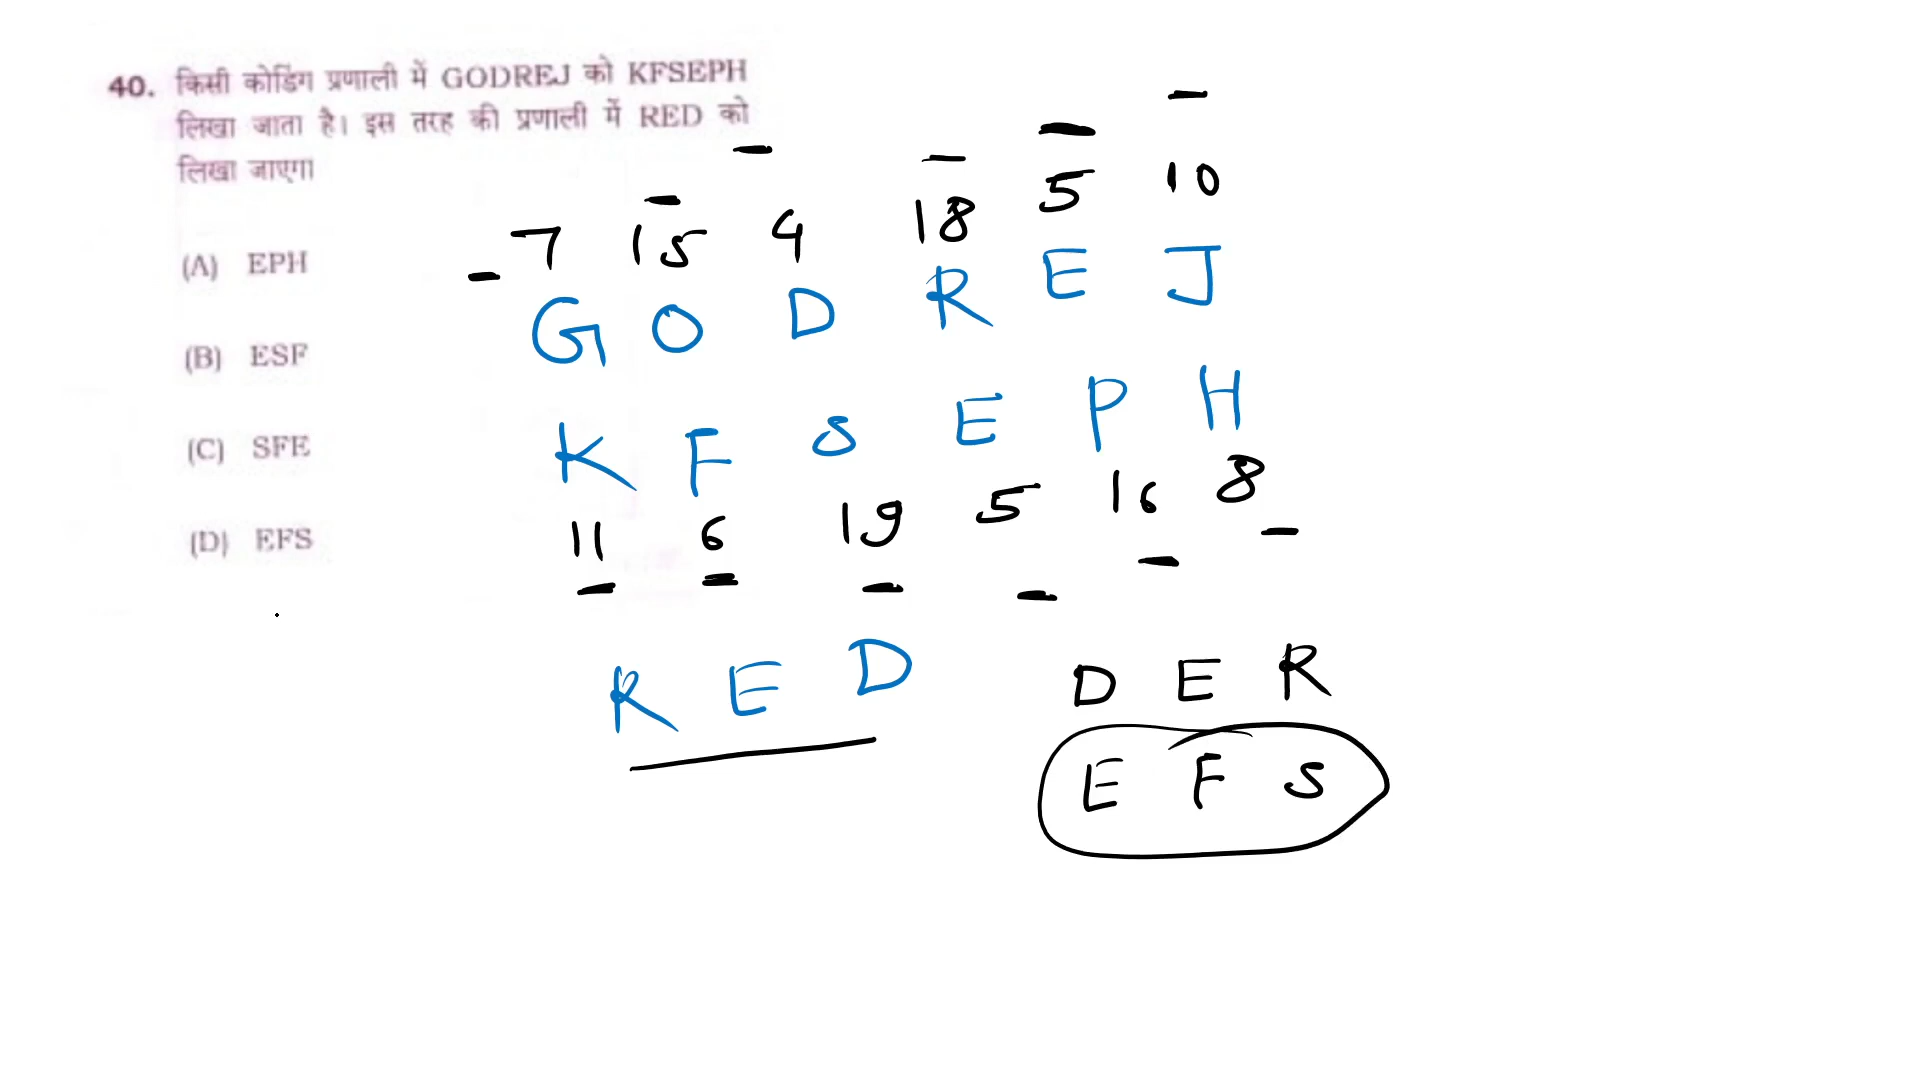 40. किसी कोडिंग प्रणाली में GODREJ को KFSEPH
लिखा जाता है। इस तरह की प्रणाली में RED को
लिखा जाएगा
(A) EPH
(B) ESF
(C) SFE
(D) EFS
7 15 4 18 5 10
G O D R E J
K F S E P H
11 6 19 5 16 8
R E D
D E R
E F S